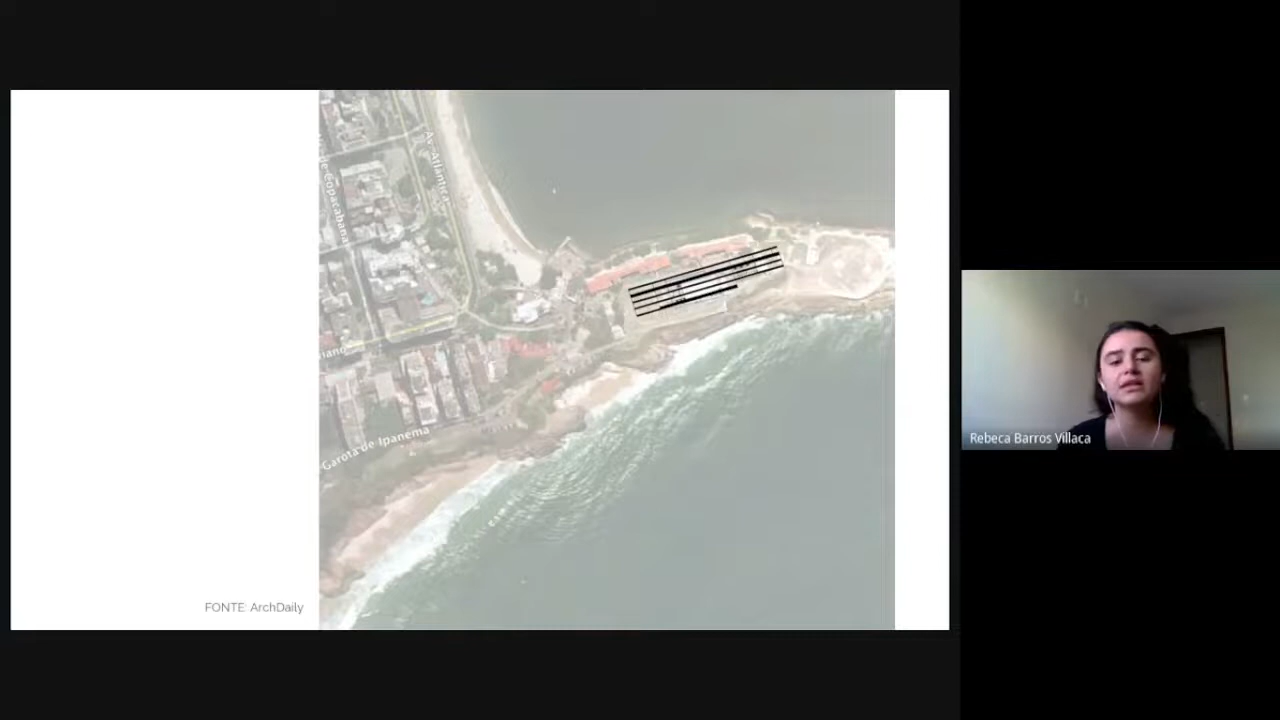 Av. Atlântica
de Copacabana
Garota de Ipanema
FONTE: ArchDaily
Rebeca Barros Villaca